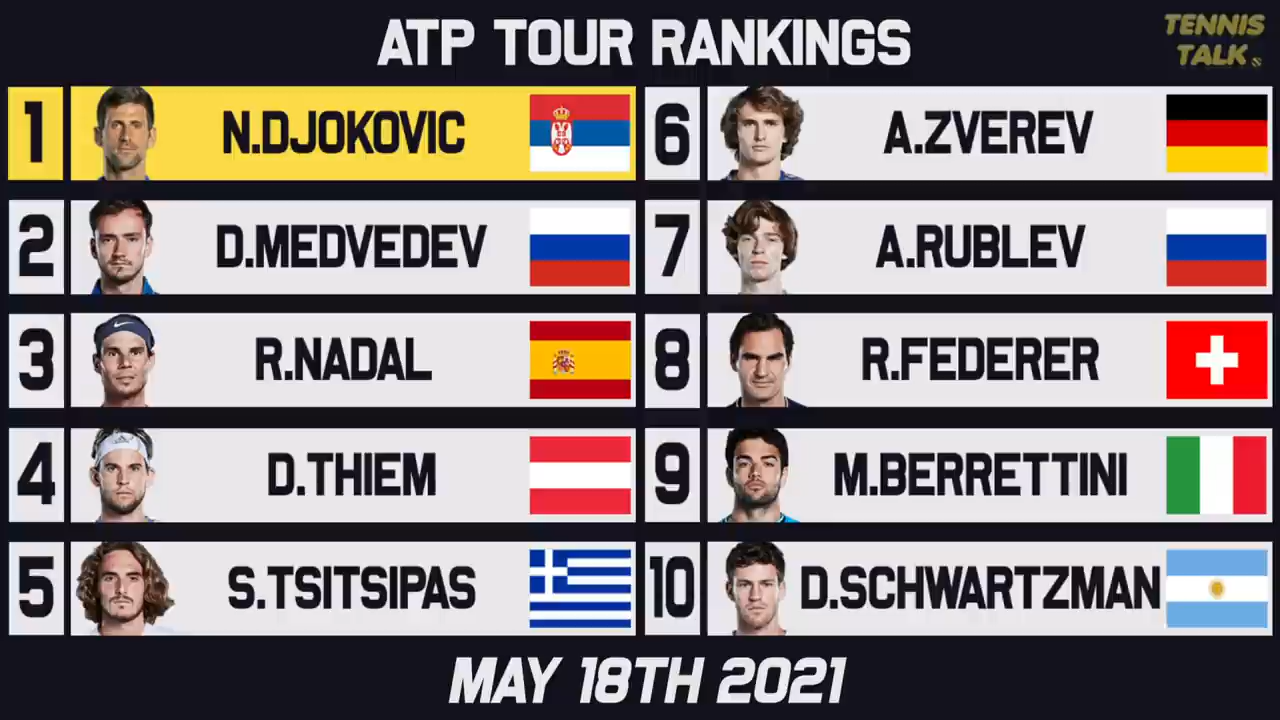 ATP TOUR RANKINGS
TENNIS
TALK
1 N.DJOKOVIC
2 D.MEDVEDEV
3 R.NADAL
4 D.THIEM
5 S.TSITSIPAS
6 A.ZVEREV
7 A.RUBLEV
8 R.FEDERER
9 M.BERRETTINI
10 D.SCHWARTZMAN
MAY 18TH 2021